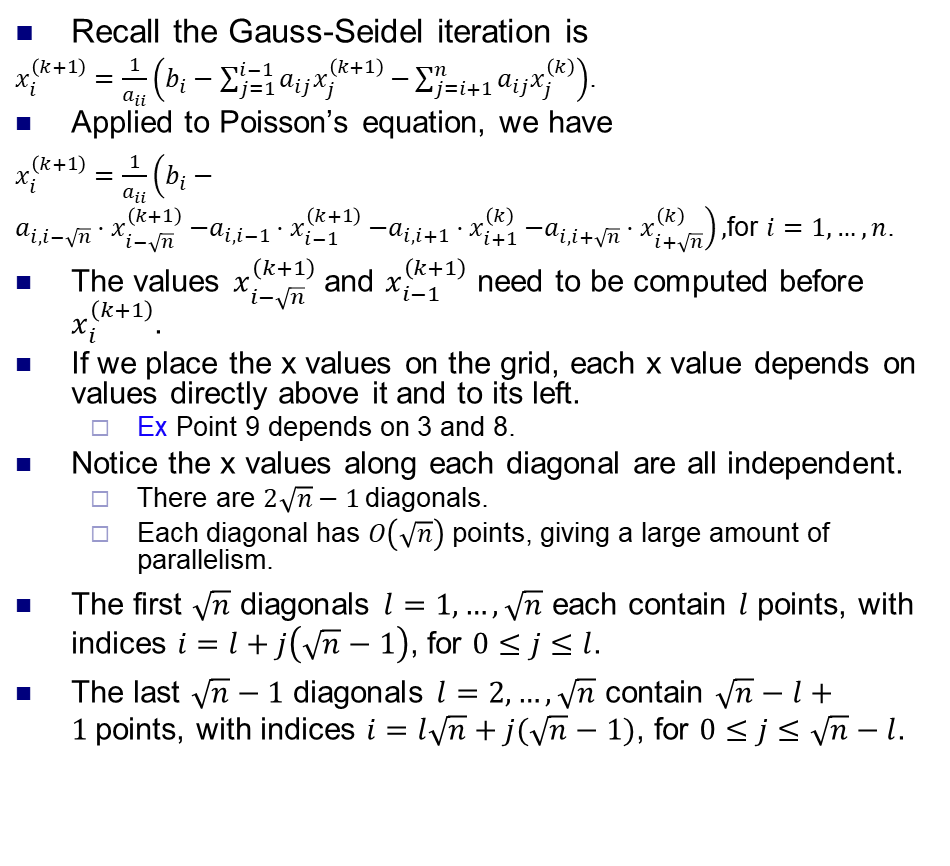 ■ Recall the Gauss-Seidel iteration is
$x_i^{(k+1)} = \frac{1}{a_{ii}}\left(b_i - \sum_{j=1}^{i-1} a_{ij}x_j^{(k+1)} - \sum_{j=i+1}^{n} a_{ij}x_j^{(k)}\right).$
■ Applied to Poisson's equation, we have
$x_i^{(k+1)} = \frac{1}{a_{ii}}\left(b_i - \right.$
$\left. a_{i,i-\sqrt{n}} \cdot x_{i-\sqrt{n}}^{(k+1)} - a_{i,i-1} \cdot x_{i-1}^{(k+1)} - a_{i,i+1} \cdot x_{i+1}^{(k)} - a_{i,i+\sqrt{n}} \cdot x_{i+\sqrt{n}}^{(k)}\right)$,for $i = 1, \ldots, n.$
■ The values $x_{i-\sqrt{n}}^{(k+1)}$ and $x_{i-1}^{(k+1)}$ need to be computed before
$x_i^{(k+1)}$.
■ If we place the x values on the grid, each x value depends on
values directly above it and to its left.
□ Ex Point 9 depends on 3 and 8.
■ Notice the x values along each diagonal are all independent.
□ There are $2\sqrt{n} - 1$ diagonals.
□ Each diagonal has $O(\sqrt{n})$ points, giving a large amount of
parallelism.
■ The first $\sqrt{n}$ diagonals $l = 1, \ldots, \sqrt{n}$ each contain $l$ points, with
indices $i = l + j(\sqrt{n} - 1)$, for $0 \le j \le l$.
■ The last $\sqrt{n} - 1$ diagonals $l = 2, \ldots, \sqrt{n}$ contain $\sqrt{n} - l +$
$1$ points, with indices $i = l\sqrt{n} + j(\sqrt{n} - 1)$, for $0 \le j \le \sqrt{n} - l$.